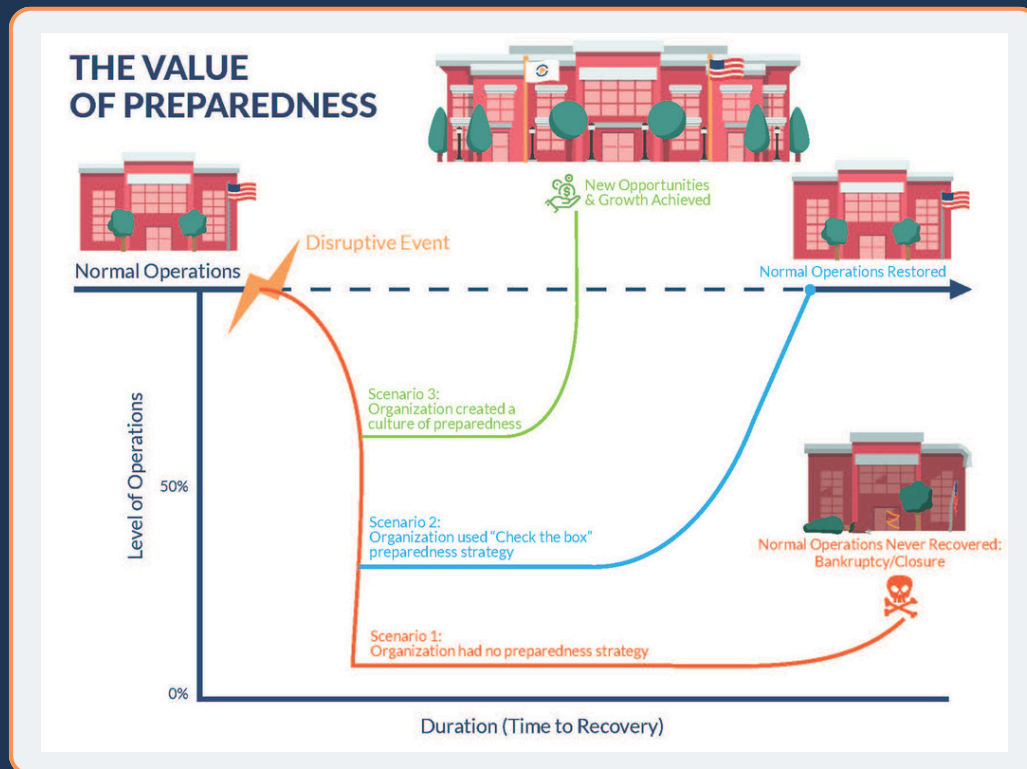 THE VALUE
OF PREPAREDNESS
New Opportunities
& Growth Achieved
Disruptive Event
Normal Operations
Normal Operations Restored
Scenario 3:
Organization created a
culture of preparedness
Level of Operations
50%
Scenario 2:
Organization used "Check the box"
preparedness strategy
Normal Operations Never Recovered:
Bankruptcy/Closure
Scenario 1:
Organization had no preparedness strategy
0%
Duration (Time to Recovery)